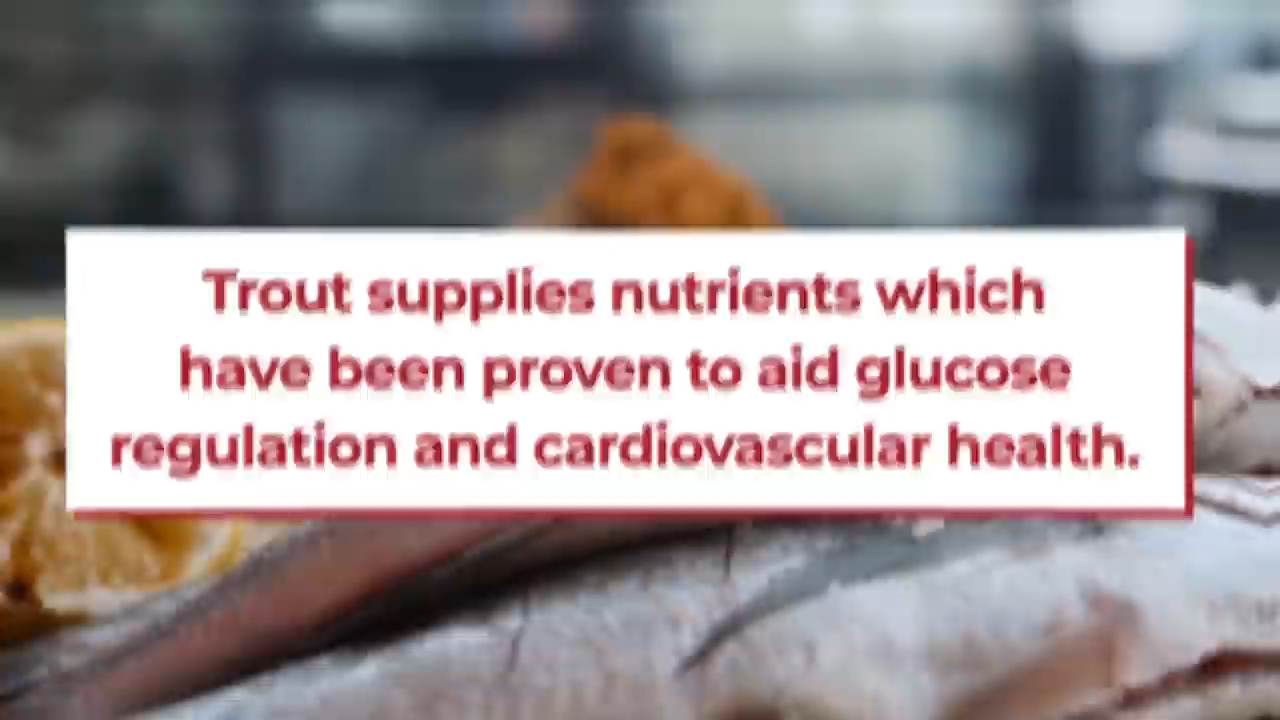 Trout supplies nutrients which
have been proven to aid glucose
regulation and cardiovascular health.